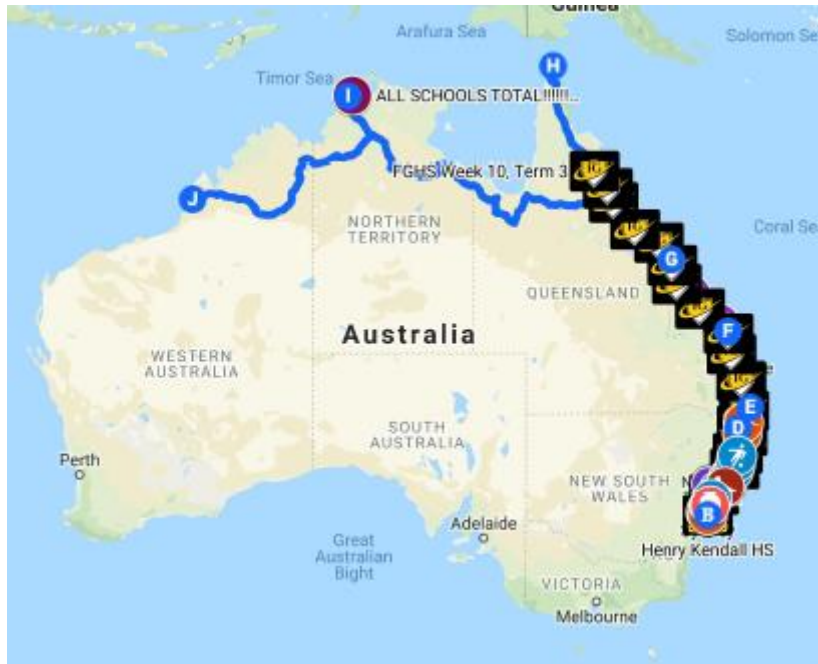 Guinea
Arafura Sea
Solomon Se
Timor Sea
H
I
ALL SCHOOLS TOTAL!!!!!!...
FGHS Week 10, Term 3
J
NORTHERN
TERRITORY
Coral Sea
G
QUEENSLAND
F
Australia
WESTERN
AUSTRALIA
E
SOUTH
AUSTRALIA
D
Perth
NEW SOUTH
WALES
N
B
Adelaide
Great
Australian
Bight
Henry Kendall HS
VICTORIA
Melbourne